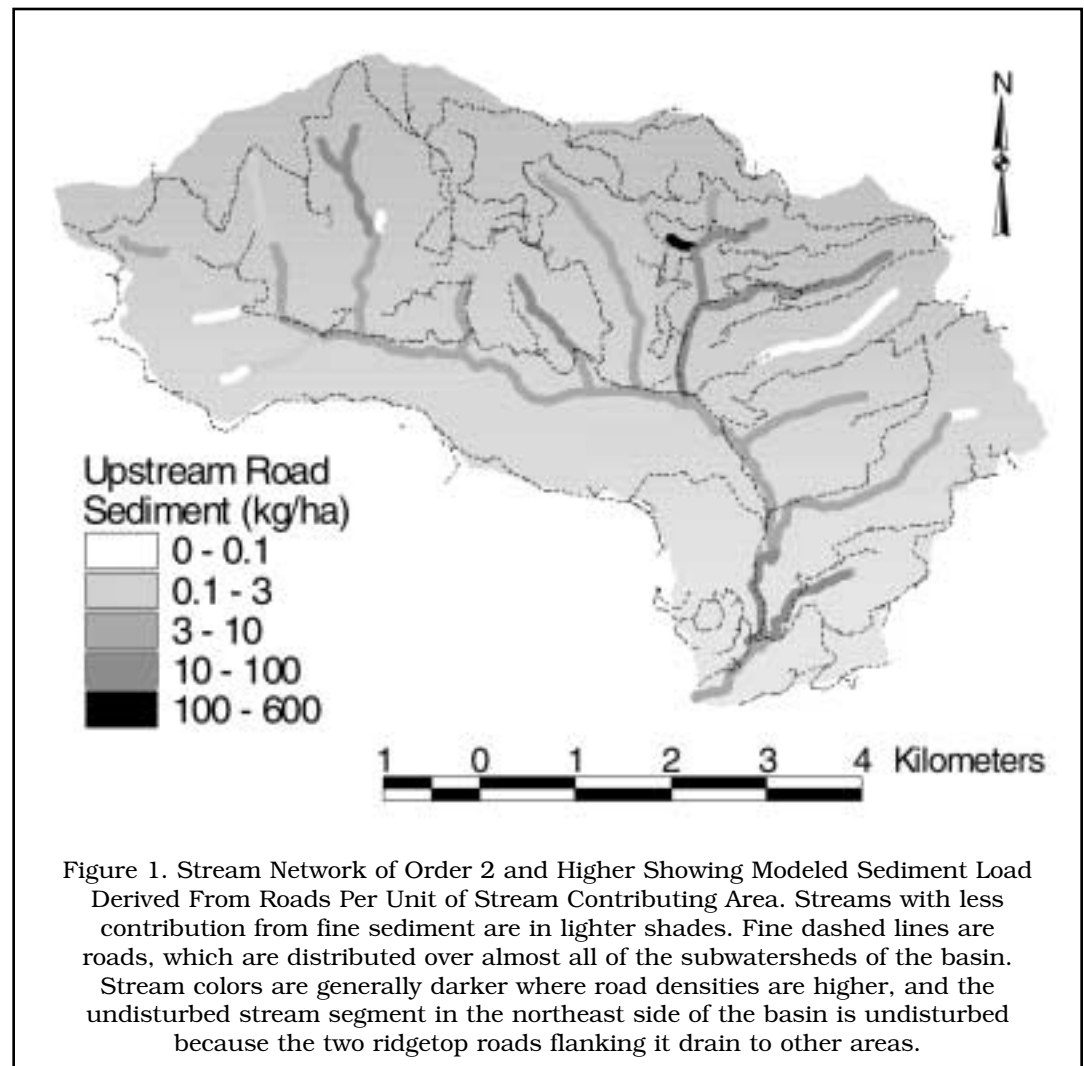 N
Upstream Road
Sediment (kg/ha)
0 - 0.1
0.1 - 3
3 - 10
10 - 100
100 - 600
1 0 1 2 3 4 Kilometers
Figure 1. Stream Network of Order 2 and Higher Showing Modeled Sediment Load
Derived From Roads Per Unit of Stream Contributing Area. Streams with less
contribution from fine sediment are in lighter shades. Fine dashed lines are
roads, which are distributed over almost all of the subwatersheds of the basin.
Stream colors are generally darker where road densities are higher, and the
undisturbed stream segment in the northeast side of the basin is undisturbed
because the two ridgetop roads flanking it drain to other areas.